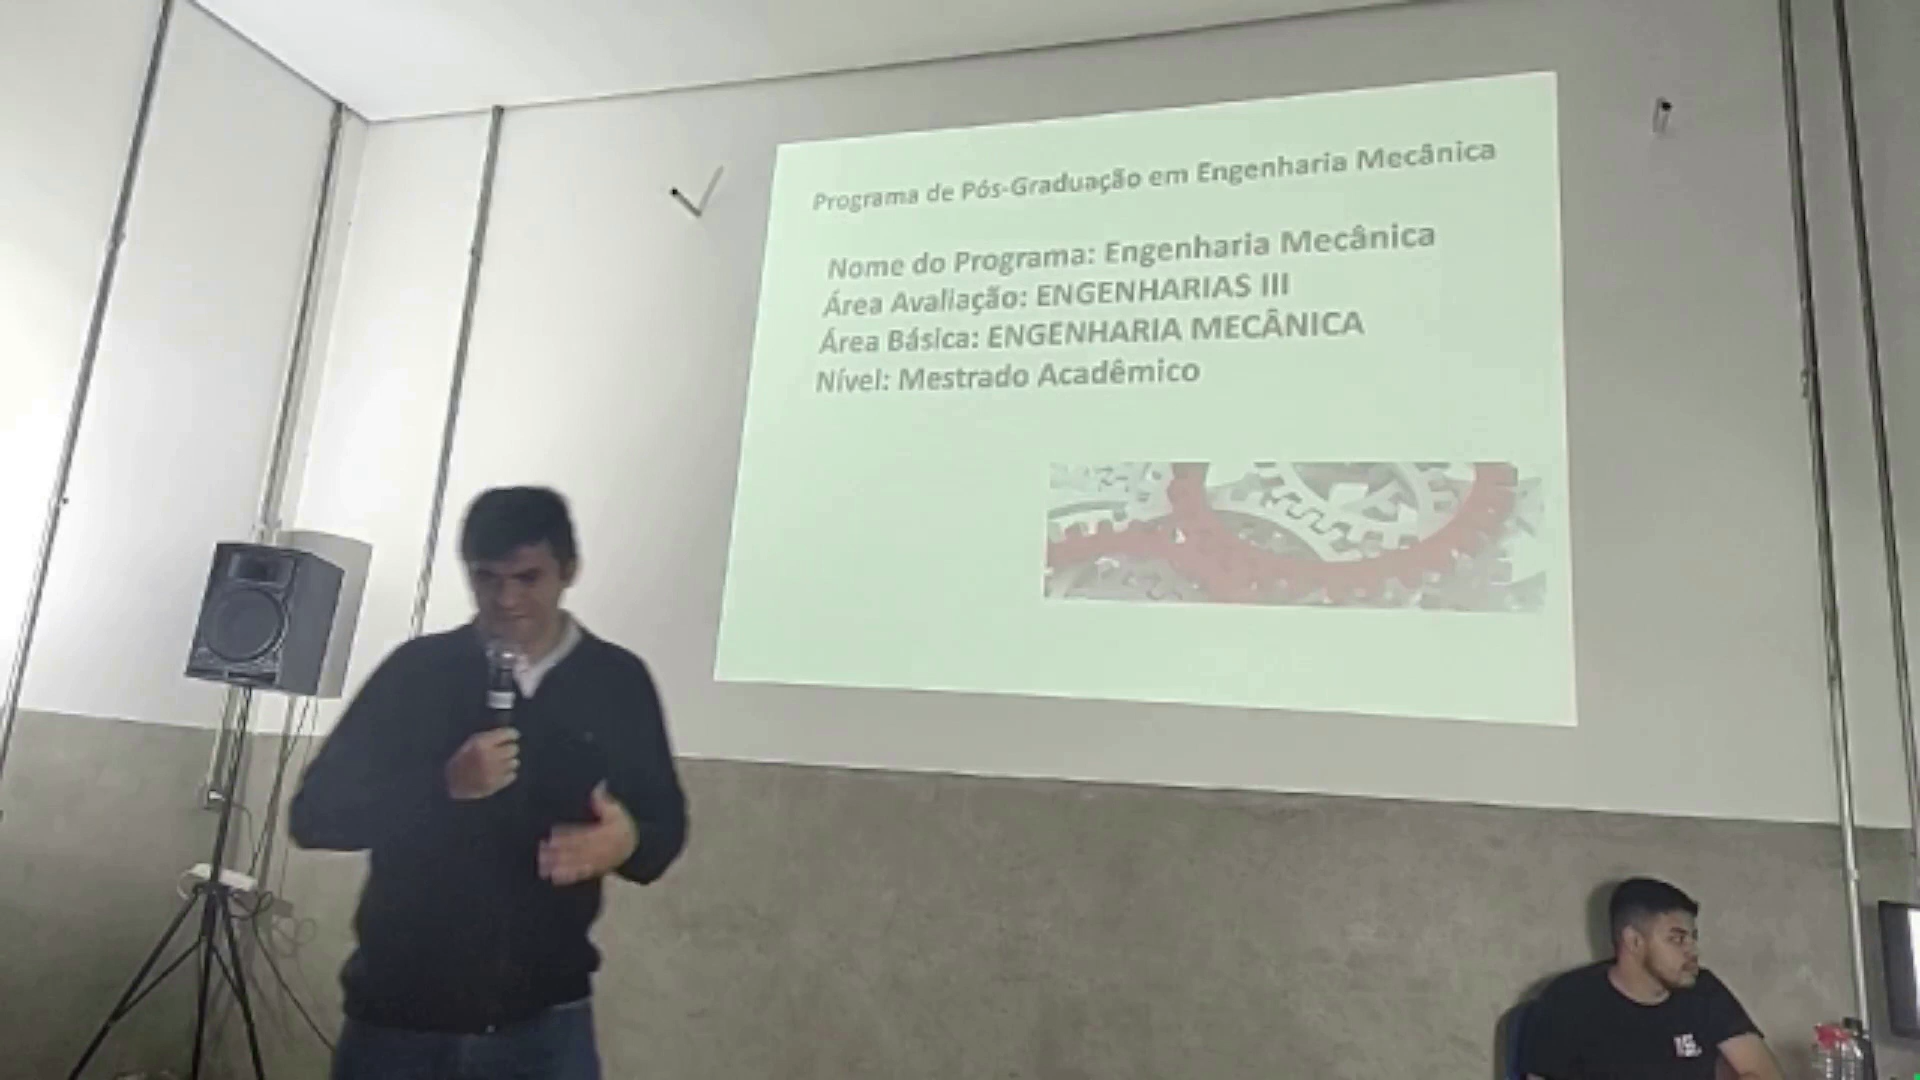 Programa de Pós-Graduação em Engenharia Mecânica
Nome do Programa: Engenharia Mecânica
Área Avaliação: ENGENHARIAS III
Área Básica: ENGENHARIA MECÂNICA
Nível: Mestrado Acadêmico